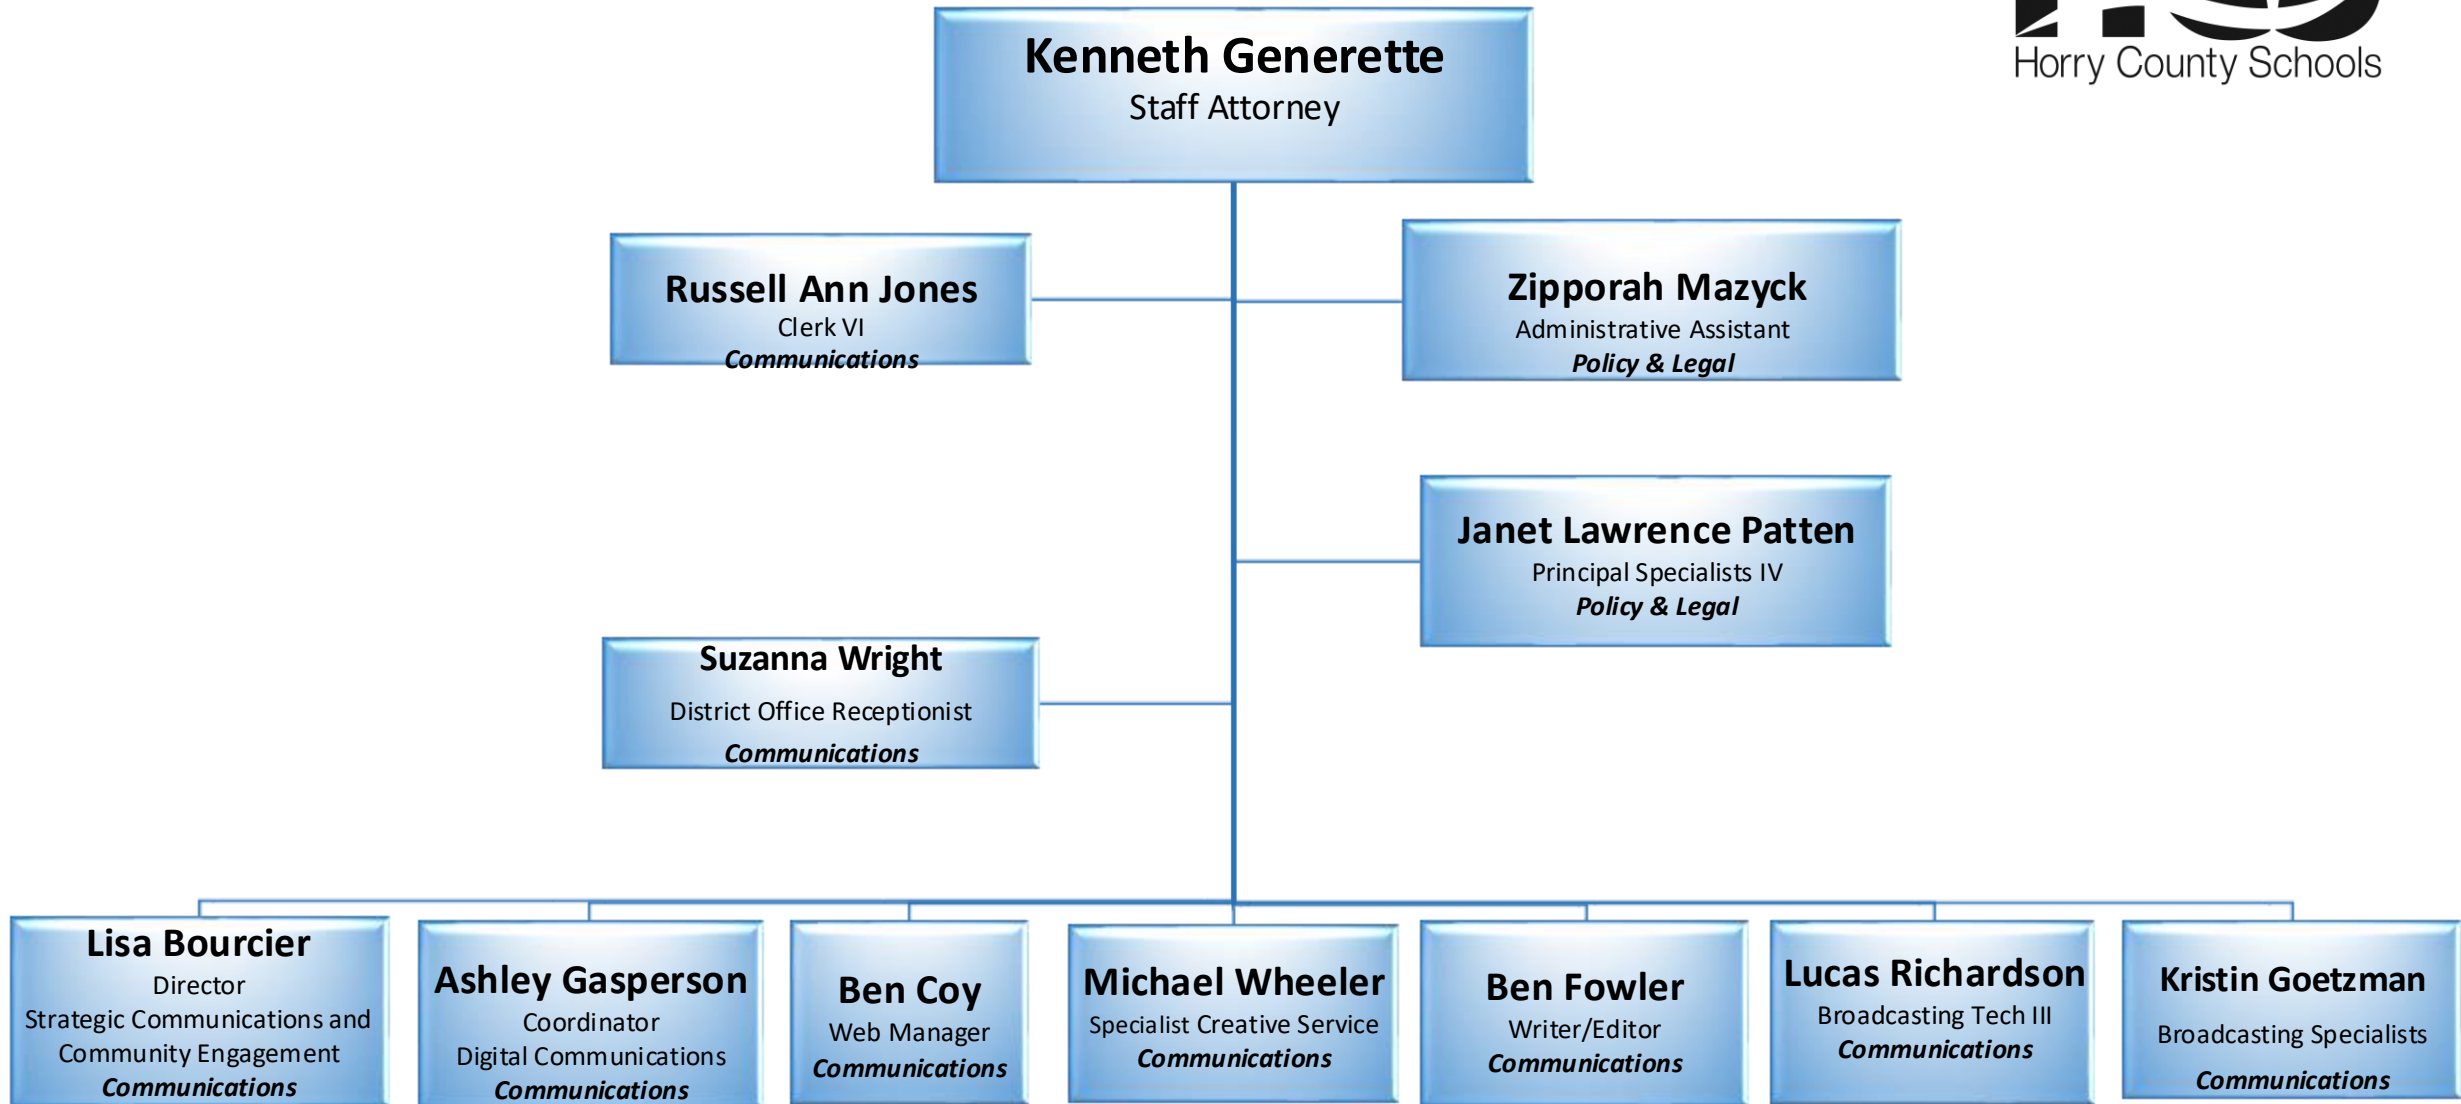 Kenneth Generette
Staff Attorney
Horry County Schools
Russell Ann Jones
Clerk VI
Communications
Zipporah Mazyck
Administrative Assistant
Policy & Legal
Janet Lawrence Patten
Principal Specialists IV
Policy & Legal
Suzanna Wright
District Office Receptionist
Communications
Lisa Bourcier
Director
Strategic Communications and
Community Engagement
Communications
Ashley Gasperson
Coordinator
Digital Communications
Communications
Ben Coy
Web Manager
Communications
Michael Wheeler
Specialist Creative Service
Communications
Ben Fowler
Writer/Editor
Communications
Lucas Richardson
Broadcasting Tech III
Communications
Kristin Goetzman
Broadcasting Specialists
Communications